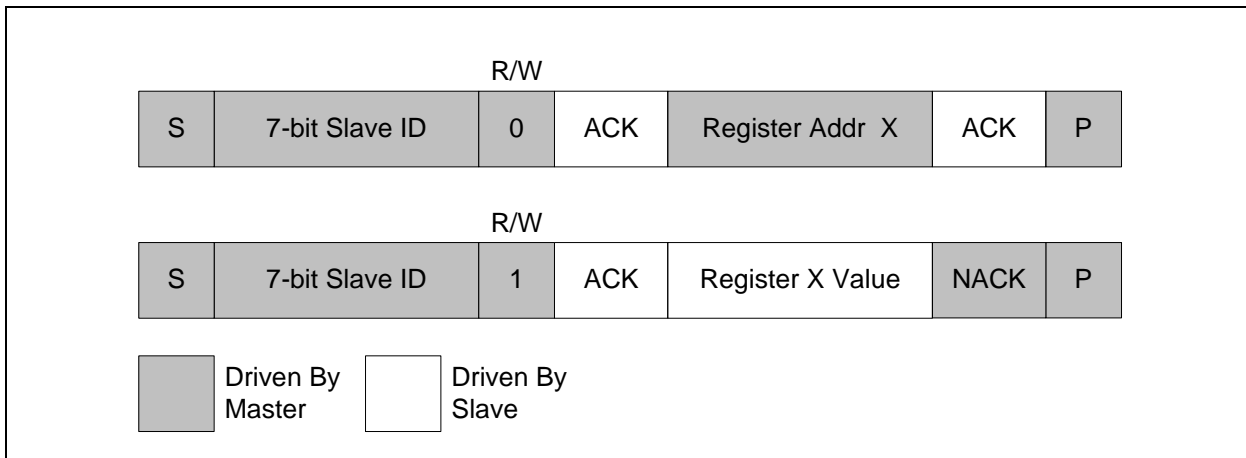 R/W
S 7-bit Slave ID 0 ACK Register Addr X ACK P
R/W
S 7-bit Slave ID 1 ACK Register X Value NACK P
Driven By Master
Driven By Slave